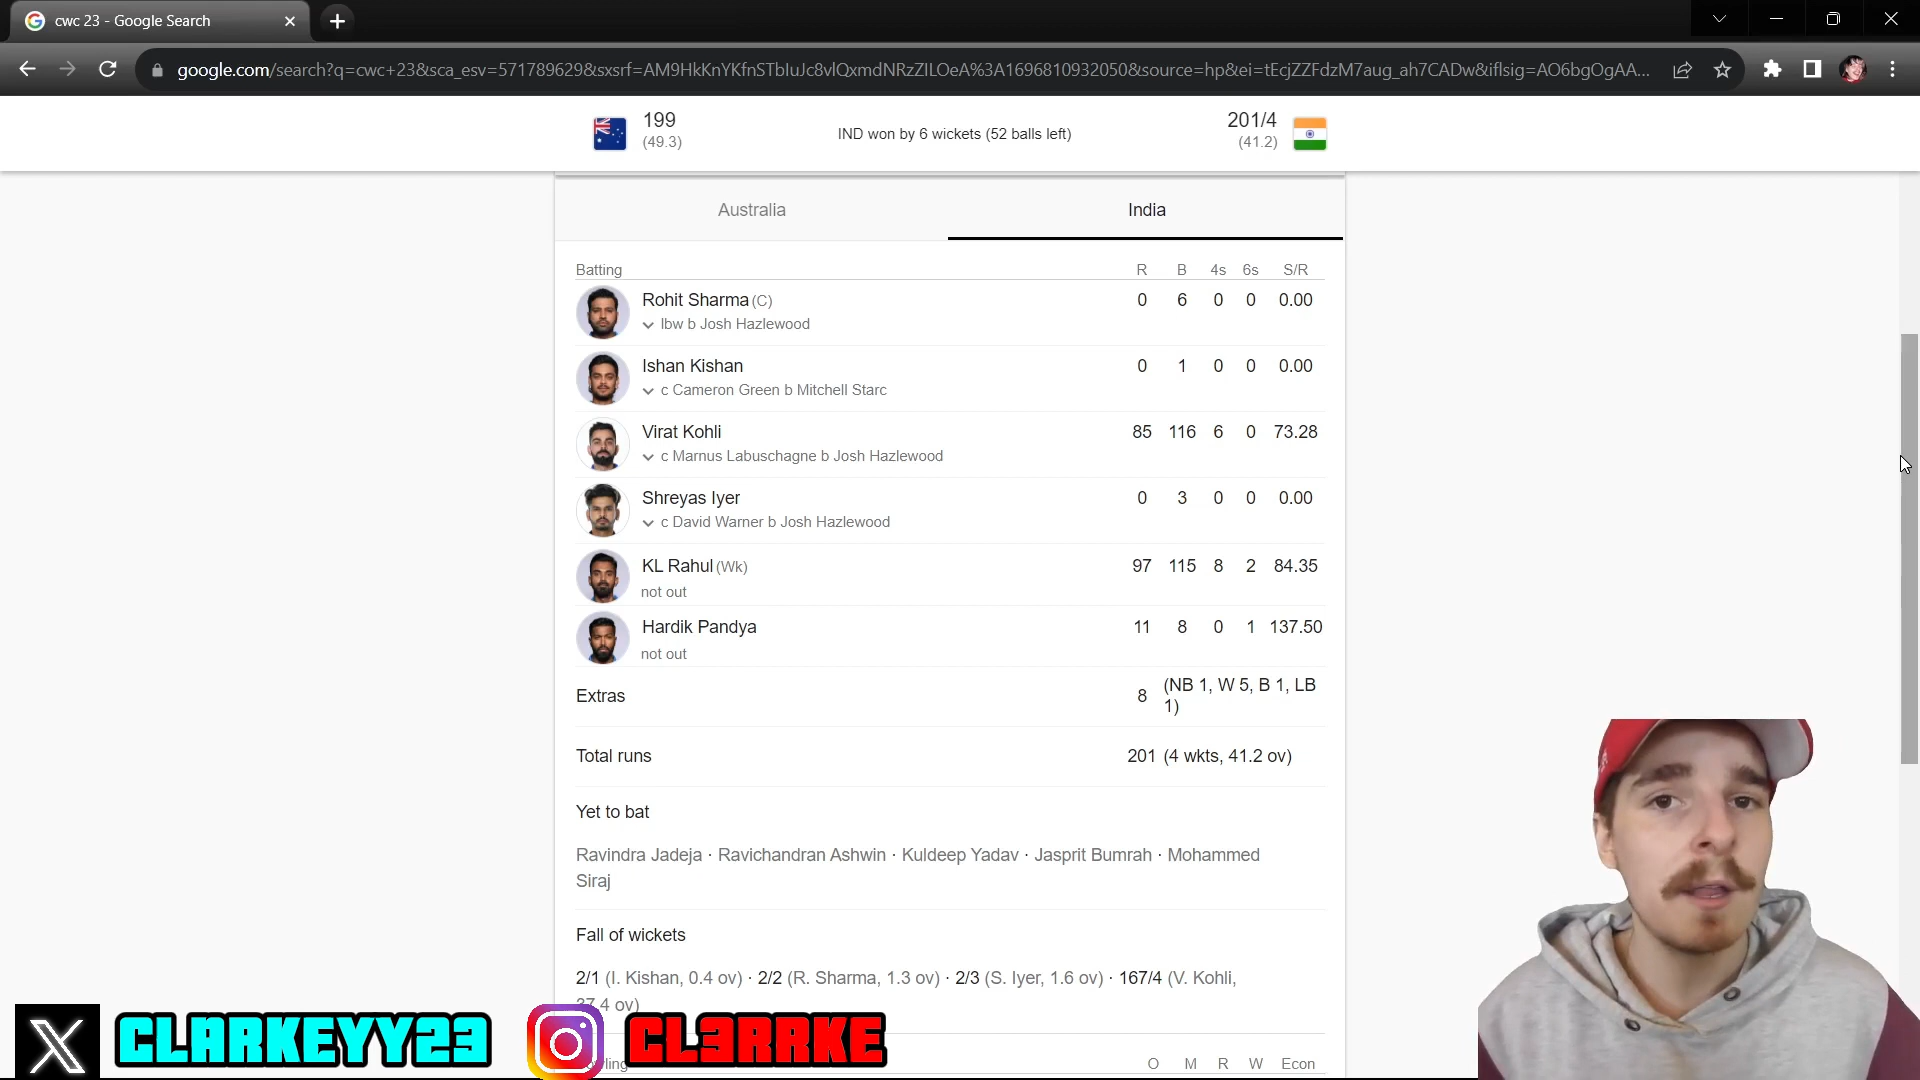 cwc 23 - Google Search
google.com/search?q=cwc+23&sca_esv=571789629&sxsrf=AM9HkKnYKfnSTbIuJc8vlQxmdNRzZILOeA%3A1696810932050&source=hp&ei=tEcjZZFdzM7aug_ah7CADw&iflsig=AO6bgOgAA...
199
(49.3)
IND won by 6 wickets (52 balls left)
201/4
(41.2)
Australia
India
Batting R B 4s 6s S/R
Rohit Sharma (C) 0 6 0 0 0.00
lbw b Josh Hazlewood
Ishan Kishan 0 1 0 0 0.00
c Cameron Green b Mitchell Starc
Virat Kohli 85 116 6 0 73.28
c Marnus Labuschagne b Josh Hazlewood
Shreyas Iyer 0 3 0 0 0.00
c David Warner b Josh Hazlewood
KL Rahul (Wk) 97 115 8 2 84.35
not out
Hardik Pandya 11 8 0 1 137.50
not out
Extras 8 (NB 1, W 5, B 1, LB
1)
Total runs 201 (4 wkts, 41.2 ov)
Yet to bat
Ravindra Jadeja · Ravichandran Ashwin · Kuldeep Yadav · Jasprit Bumrah · Mohammed
Siraj
Fall of wickets
2/1 (I. Kishan, 0.4 ov) · 2/2 (R. Sharma, 1.3 ov) · 2/3 (S. Iyer, 1.6 ov) · 167/4 (V. Kohli,
37.4 ov)
O M R W Econ
CLARKEYY23
CL3RRKE